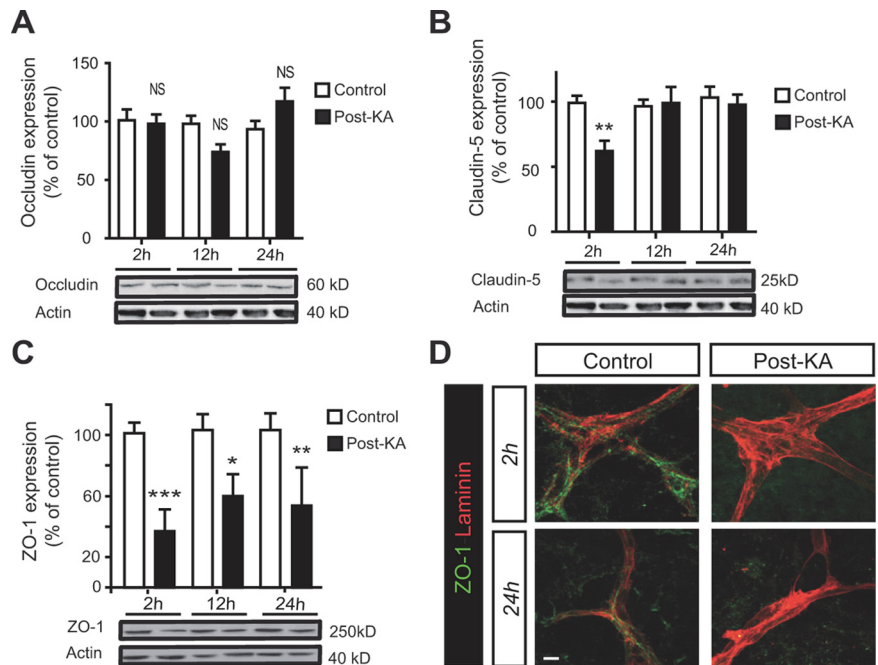 A
Occludin expression
(% of control)
150
100
50
0
NS
NS
NS
Control
Post-KA
2h
12h
24h
Occludin
60 kD
Actin
40 kD
B
Claudin-5 expression
(% of control)
100
50
0
**
Control
Post-KA
2h
12h
24h
Claudin-5
25kD
Actin
40 kD
C
ZO-1 expression
(% of control)
100
80
60
40
20
0
***
*
**
Control
Post-KA
2h
12h
24h
ZO-1
250kD
Actin
40 kD
D
Control
Post-KA
ZO-1 Laminin
2h
24h